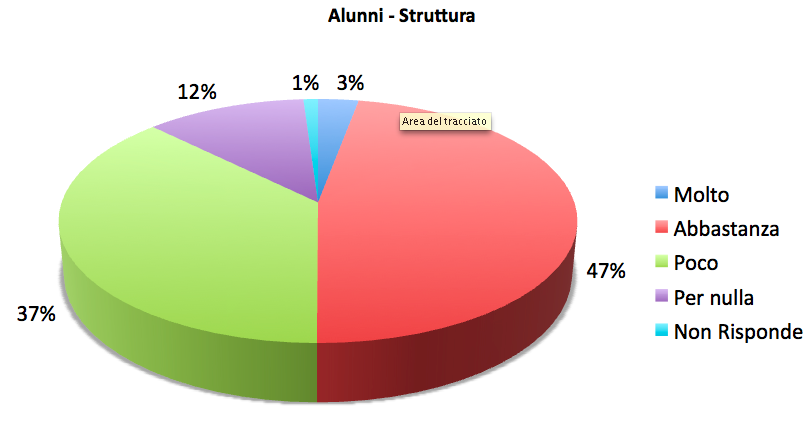 Alunni - Struttura
1%
3%
12%
Area del tracciato
47%
37%
Molto
Abbastanza
Poco
Per nulla
Non Risponde